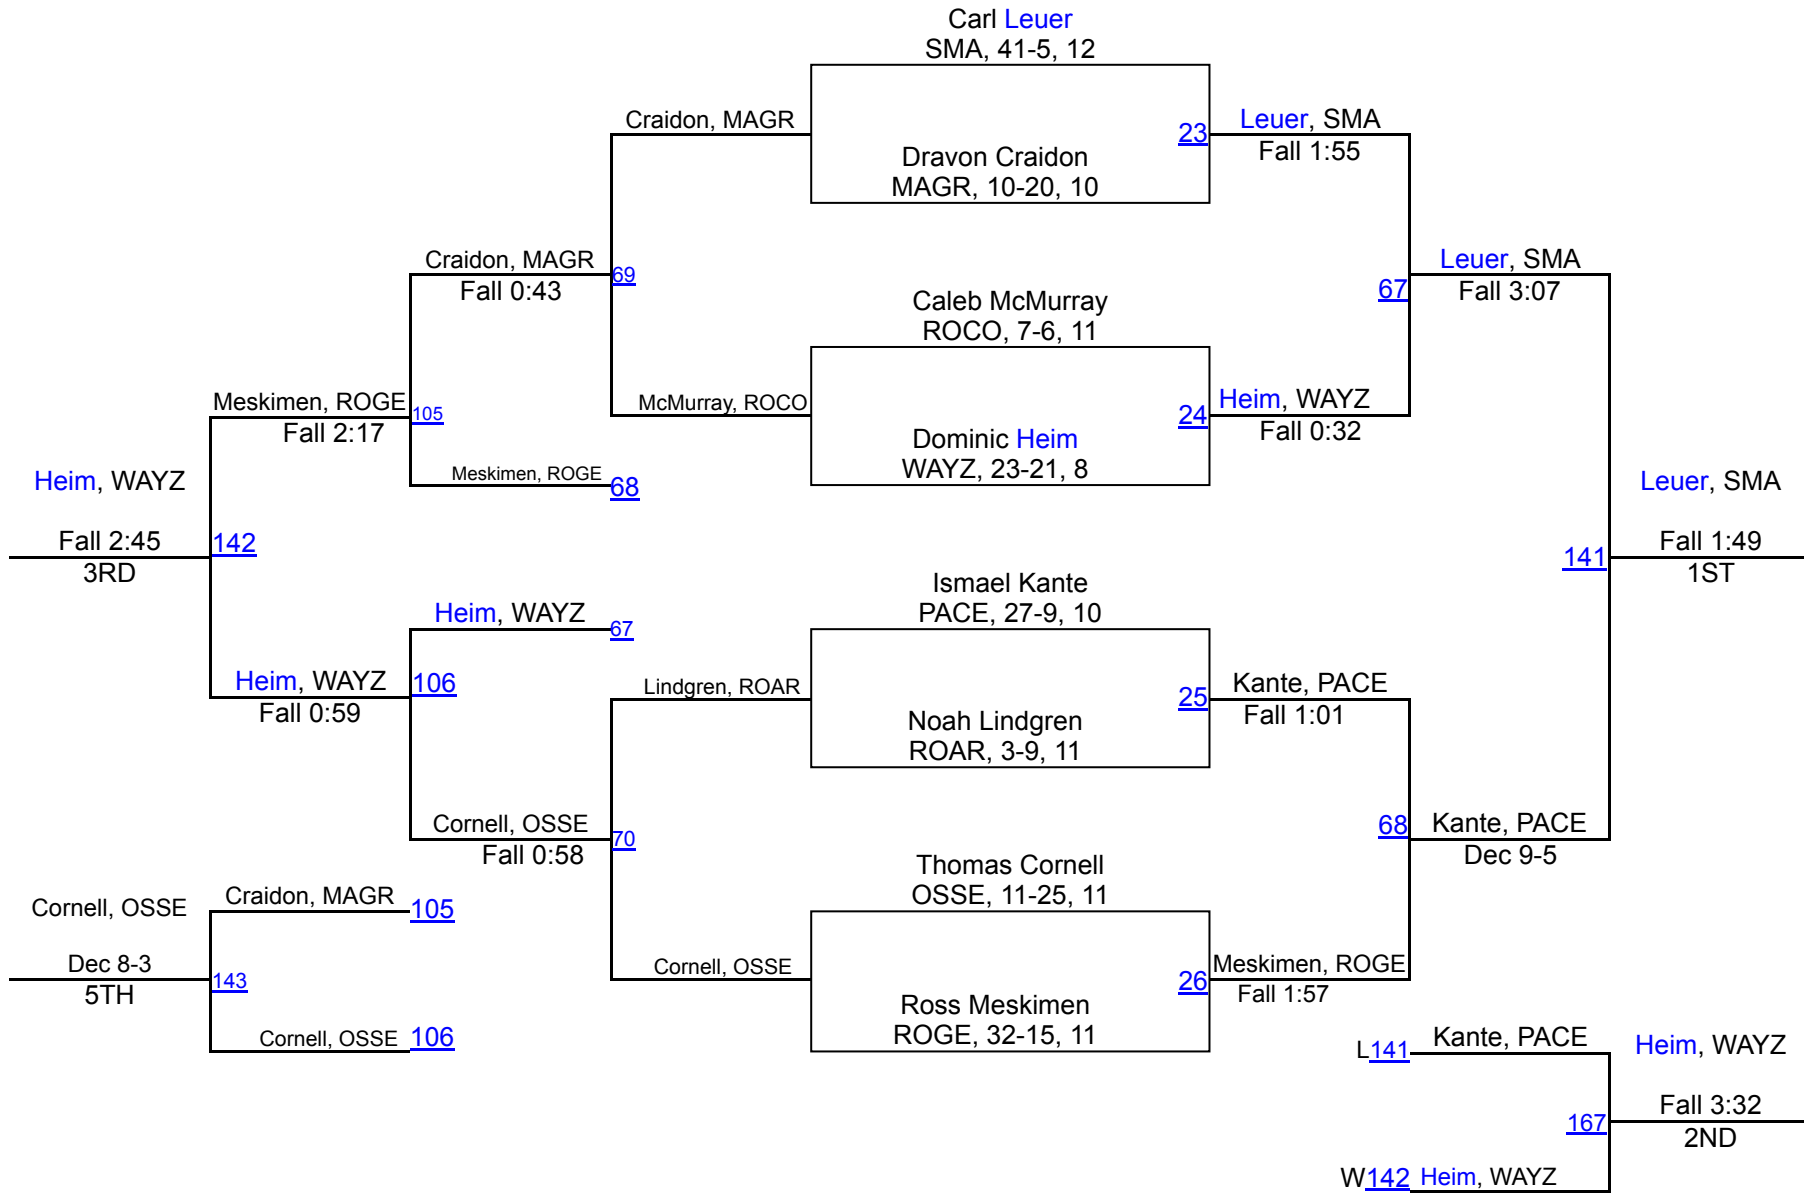 Carl Leuer
SMA, 41-5, 12
Craidon, MAGR
23
Leuer, SMA
Fall 1:55
Dravon Craidon
MAGR, 10-20, 10
Craidon, MAGR
Fall 0:43
69
Leuer, SMA
Fall 3:07
67
Caleb McMurray
ROCO, 7-6, 11
Meskimen, ROGE
Fall 2:17
105
McMurray, ROCO
24
Heim, WAYZ
Fall 0:32
Dominic Heim
WAYZ, 23-21, 8
Meskimen, ROGE
68
Heim, WAYZ
Fall 2:45
3RD
142
Leuer, SMA
Fall 1:49
1ST
141
Ismael Kante
PACE, 27-9, 10
Heim, WAYZ
67
Heim, WAYZ
Fall 0:59
106
Lindgren, ROAR
25
Kante, PACE
Fall 1:01
Noah Lindgren
ROAR, 3-9, 11
Cornell, OSSE
Fall 0:58
70
68
Kante, PACE
Dec 9-5
Thomas Cornell
OSSE, 11-25, 11
Cornell, OSSE
Dec 8-3
5TH
143
Craidon, MAGR
105
Cornell, OSSE
106
Cornell, OSSE
26
Meskimen, ROGE
Fall 1:57
Ross Meskimen
ROGE, 32-15, 11
L141
Kante, PACE
Heim, WAYZ
Fall 3:32
2ND
167
W142 Heim, WAYZ